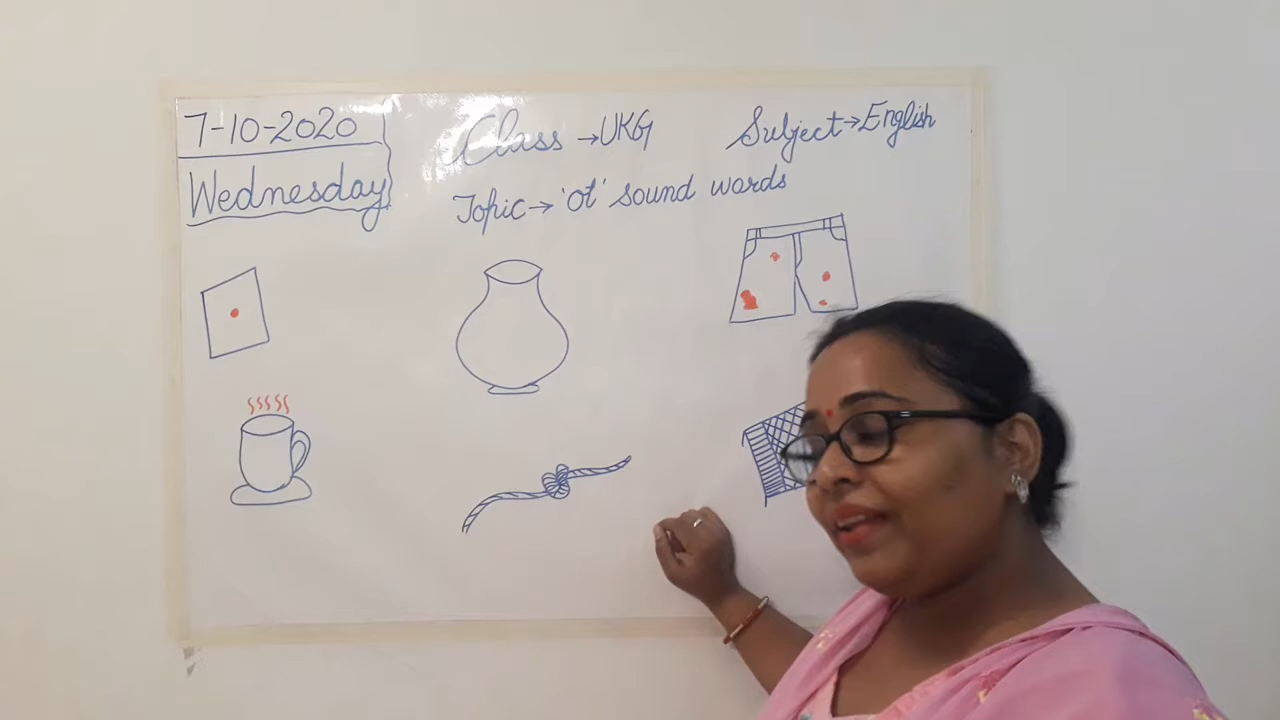 7-10-2020
Wednesday
Class →UKG
Subject→English
Topic→ 'ot' sound words